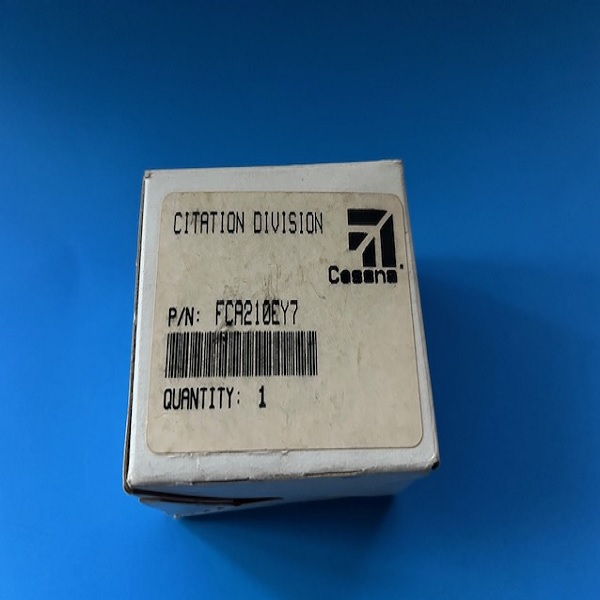 CITATION DIVISION
Cessna
P/N: FCA210EY7
QUANTITY: 1